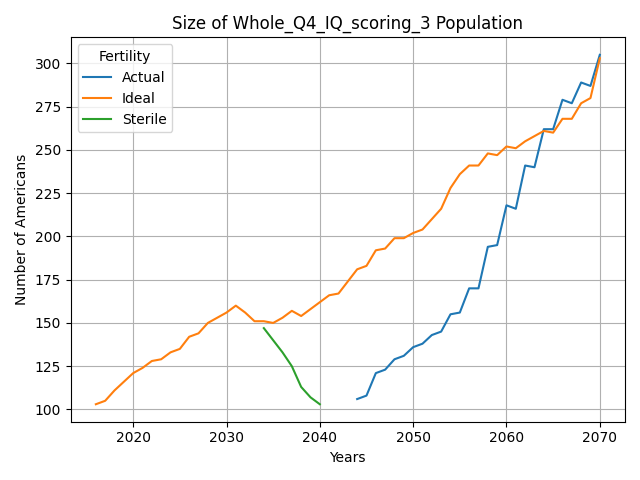 Size of Whole_Q4_IQ_scoring_3 Population
Fertility
Actual
Ideal
Sterile
Number of Americans
300
275
250
225
200
175
150
125
100
2020 2030 2040 2050 2060 2070
Years